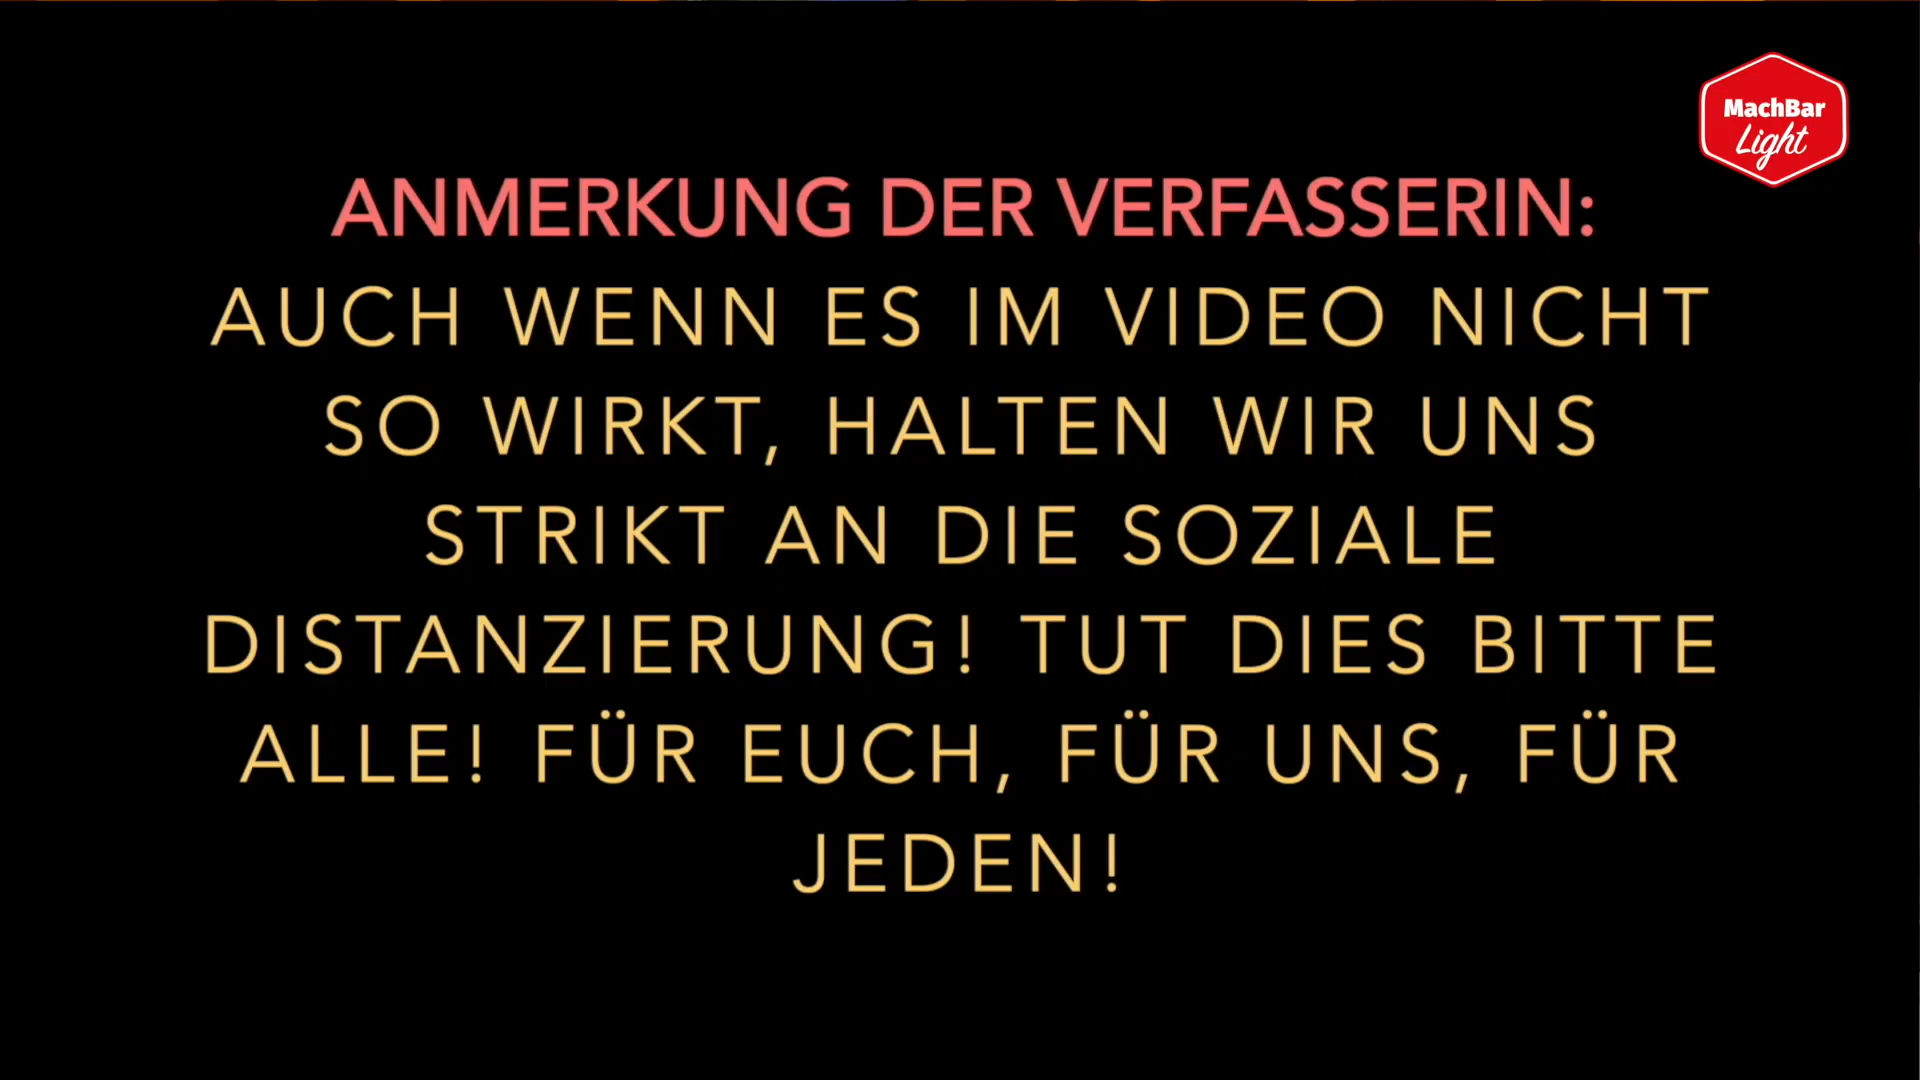 MachBar
Light
ANMERKUNG DER VERFASSERIN:
AUCH WENN ES IM VIDEO NICHT
SO WIRKT, HALTEN WIR UNS
STRIKT AN DIE SOZIALE
DISTANZIERUNG! TUT DIES BITTE
ALLE! FÜR EUCH, FÜR UNS, FÜR
JEDEN!